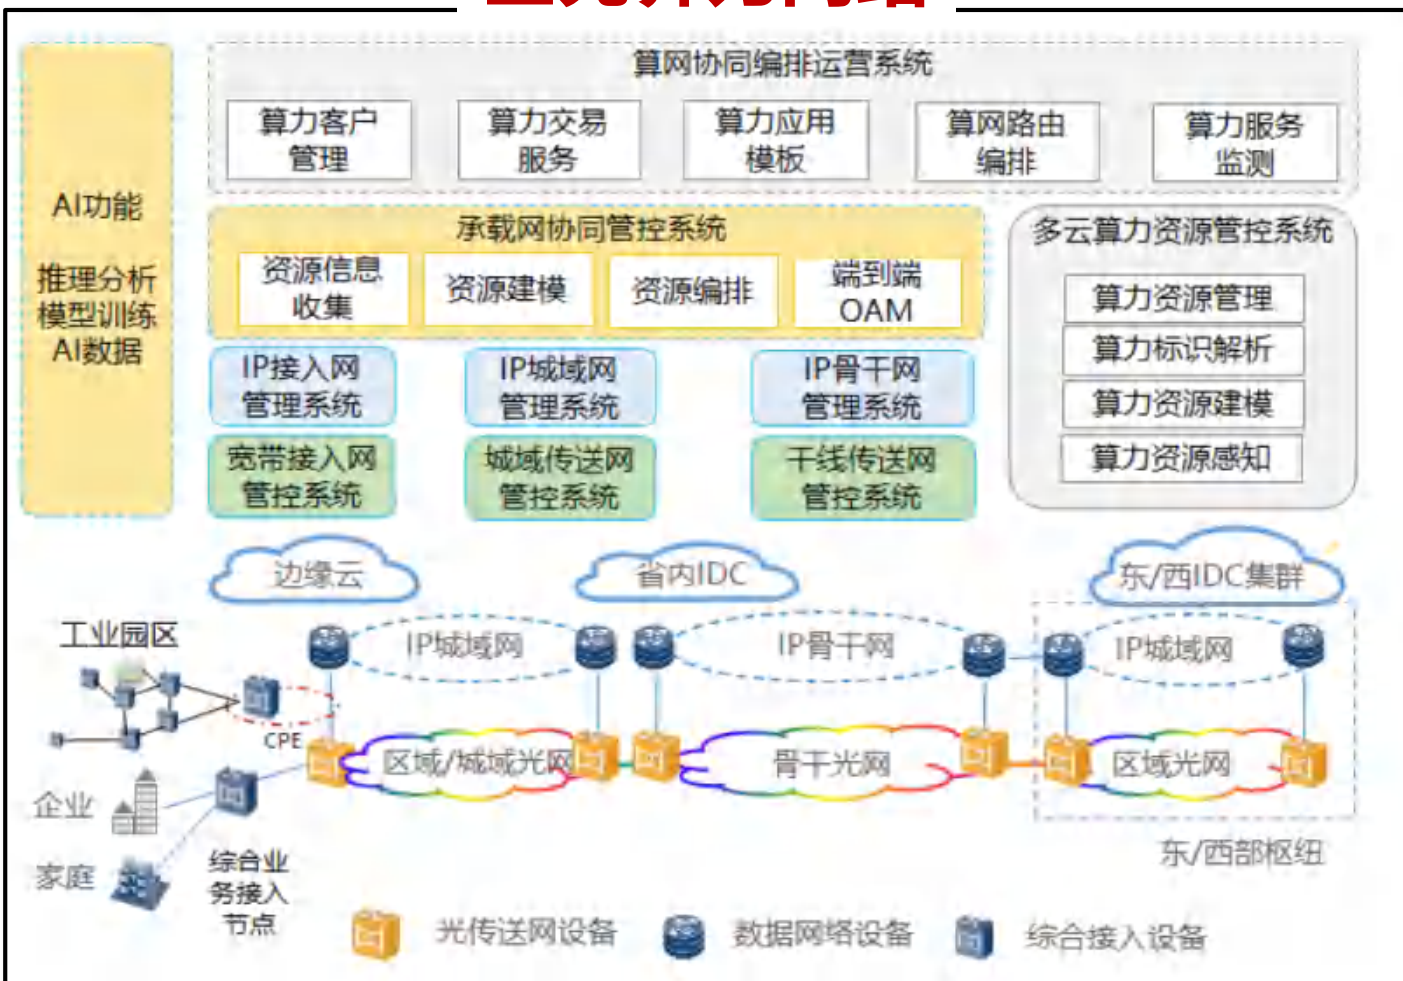 算网协同编排运营系统
算力客户
管理
算力交易
服务
算力应用
模板
算网路由
编排
算力服务
监测
AI功能
推理分析
模型训练
AI数据
承载网协同管控系统
资源信息
收集
资源建模
资源编排
端到端
OAM
多云算力资源管控系统
算力资源管理
算力标识解析
算力资源建模
算力资源感知
IP接入网
管理系统
IP城域网
管理系统
IP骨干网
管理系统
宽带接入网
管控系统
城域传送网
管控系统
干线传送网
管控系统
边缘云
省内IDC
东/西IDC集群
工业园区
IP城域网
IP骨干网
IP城域网
CPE
区域/城域光网
骨干光网
区域光网
企业
家庭
综合业
务接入
节点
东/西部枢纽
光传送网设备
数据网络设备
综合接入设备